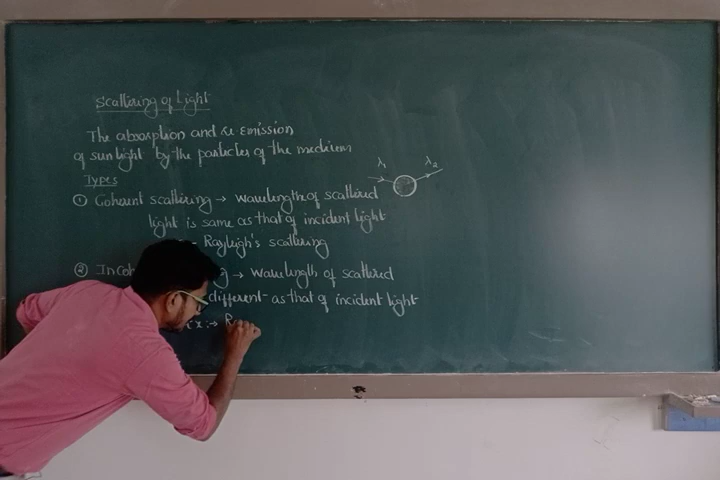 Scattering of Light
The absorption and re emission
of sunlight by the particles of the medium
λ₁ λ₂
Types
① Coherent scattering → wavelength of scattered
light is same as that of incident light
Rayleigh's scattering
② Incoh → wavelength of scattered
different as that of incident light
Ex :→ R